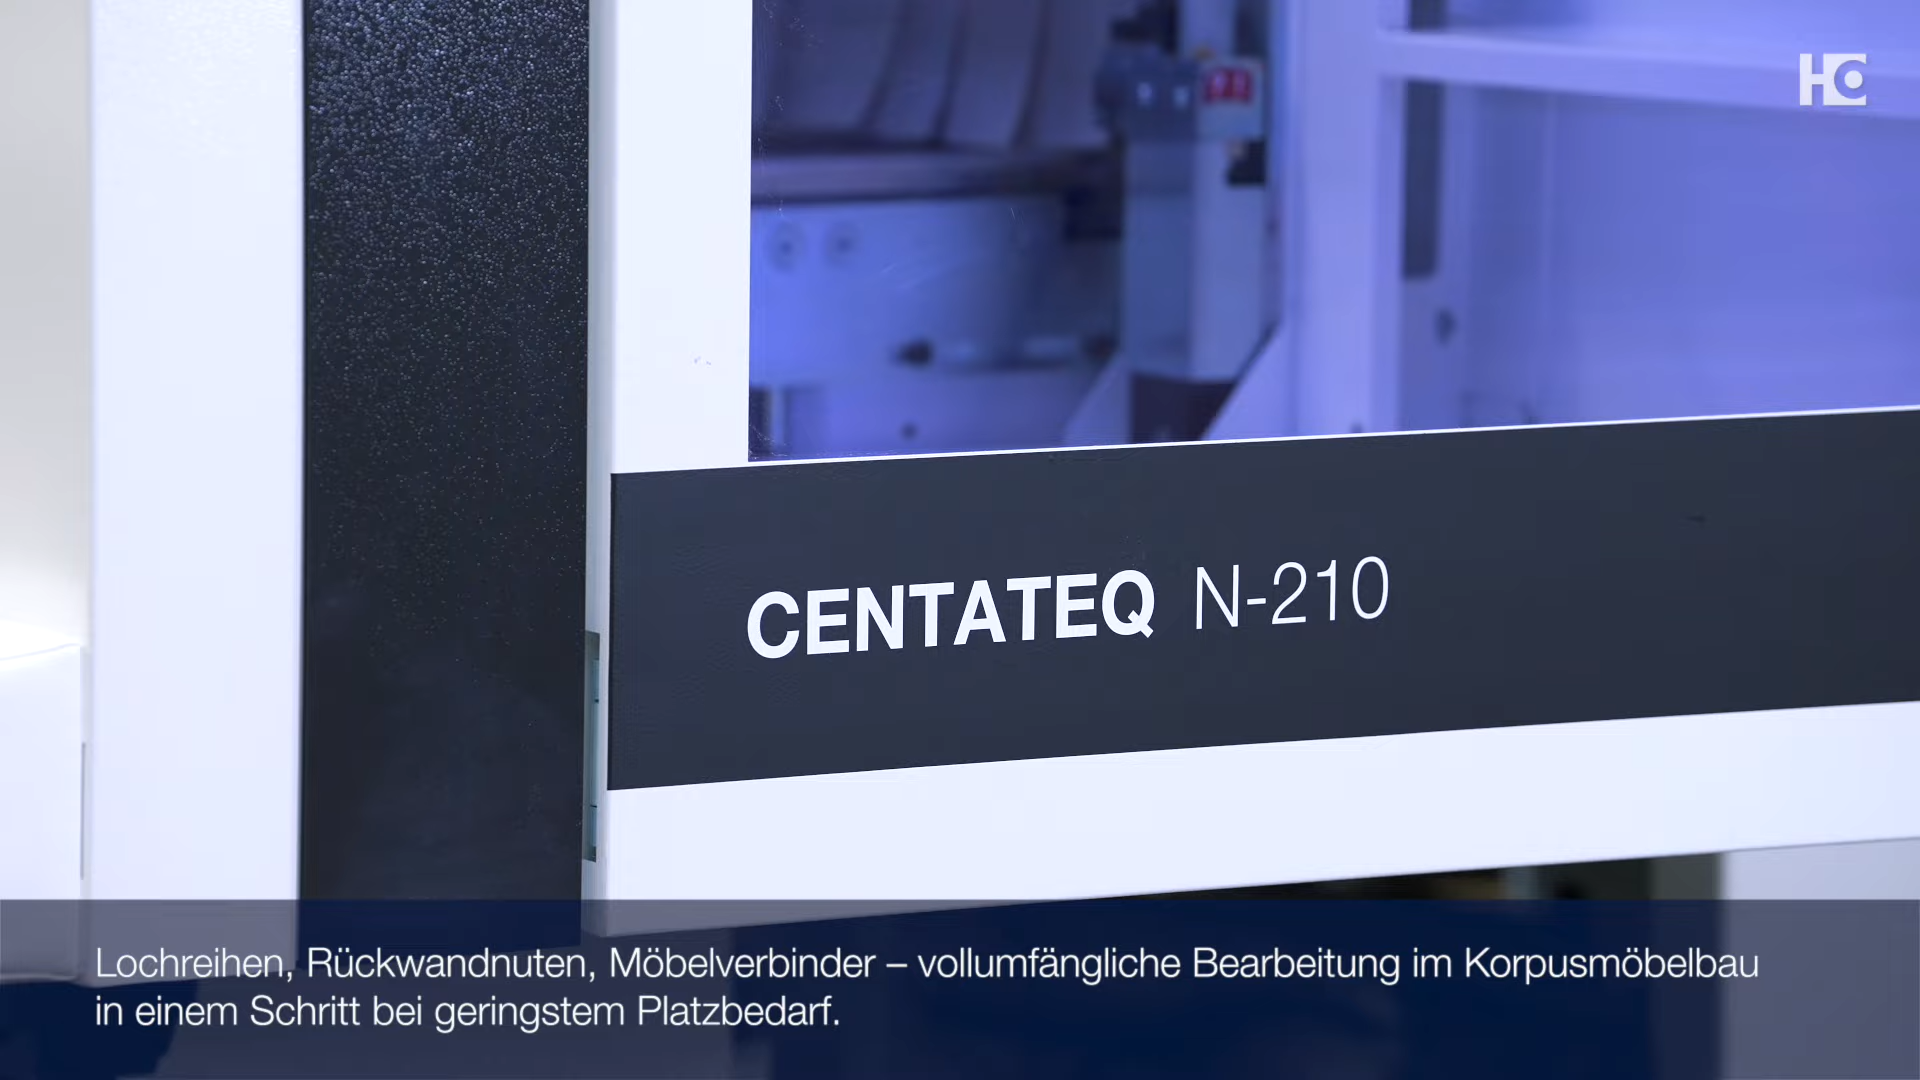 HC
CENTATEQ N-210
Lochreihen, Rückwandnuten, Möbelverbinder – vollumfängliche Bearbeitung im Korpusmöbelbau
in einem Schritt bei geringstem Platzbedarf.